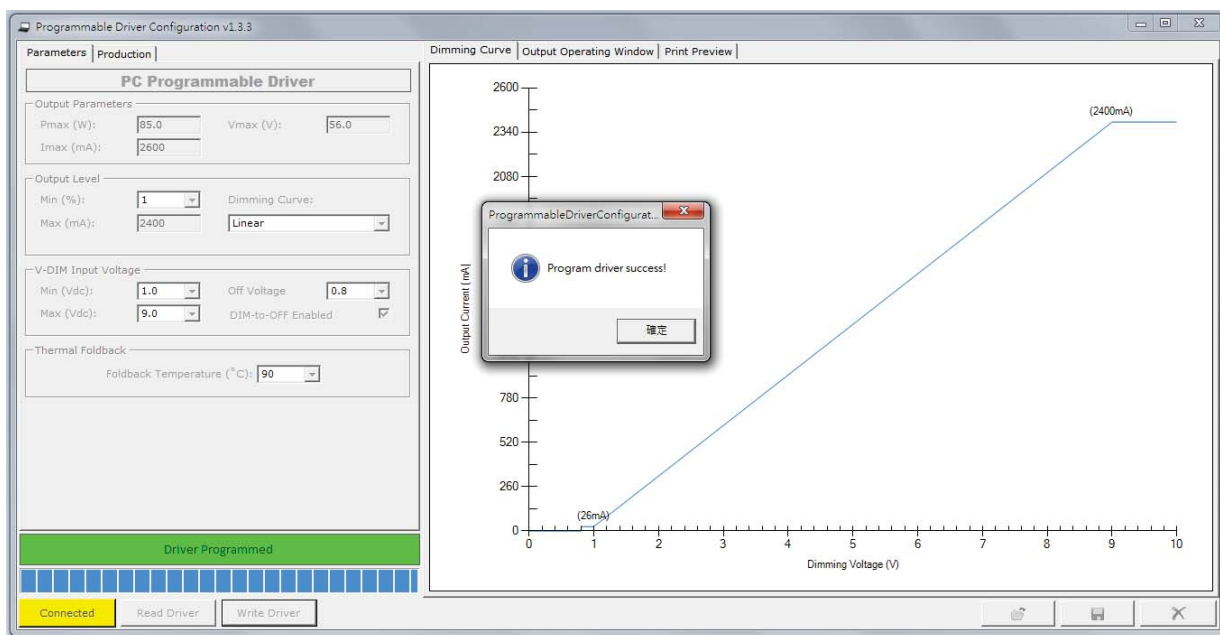 Programmable Driver Configuration v1.3.3
Parameters Production
PC Programmable Driver
Output Parameters
Pmax (W): 85.0 Vmax (V): 56.0
Imax (mA): 2600
Output Level
Min (%): 1 Dimming Curve:
Max (mA): 2400 Linear
V-DIM Input Voltage
Min (Vdc): 1.0 Off Voltage 0.8
Max (Vdc): 9.0 DIM-to-OFF Enabled
Thermal Foldback
Foldback Temperature (°C): 90
Driver Programmed
Connected Read Driver Write Driver
Dimming Curve Output Operating Window Print Preview
2600
(2400mA)
2340
2080
ProgrammableDriverConfigurat...
Program driver success!
確定
Output Current [mA]
780
520
260
(26mA)
0
0 1 2 3 4 5 6 7 8 9 10
Dimming Voltage (V)